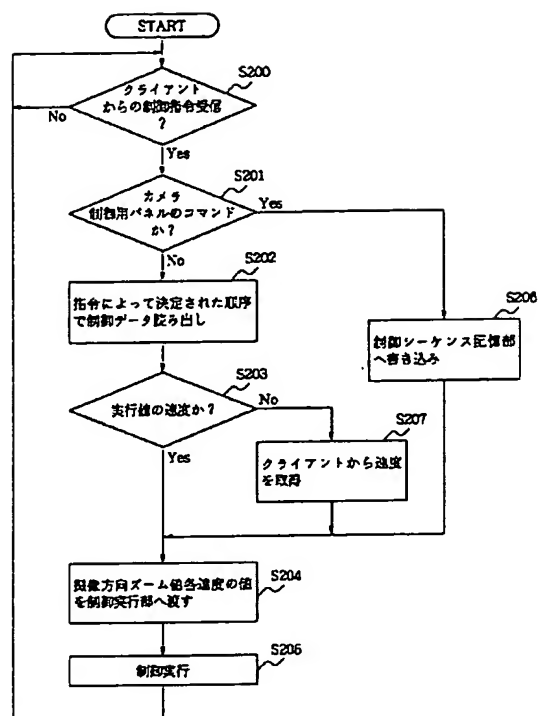 START
S200
クライアント
からの制御指令受信
?
No
Yes
S201
カメラ
制御用パネルのコマンド
か?
Yes
No
S202
指令によって決定された順序
で制御データ読み出し
S206
制御シーケンス記憶部
へ書き込み
S203
実行値の速度か?
No
Yes
S207
クライアントから速度
を取得
S204
撮像方向ズーム値各速度の値
を制御実行部へ渡す
S205
制御実行